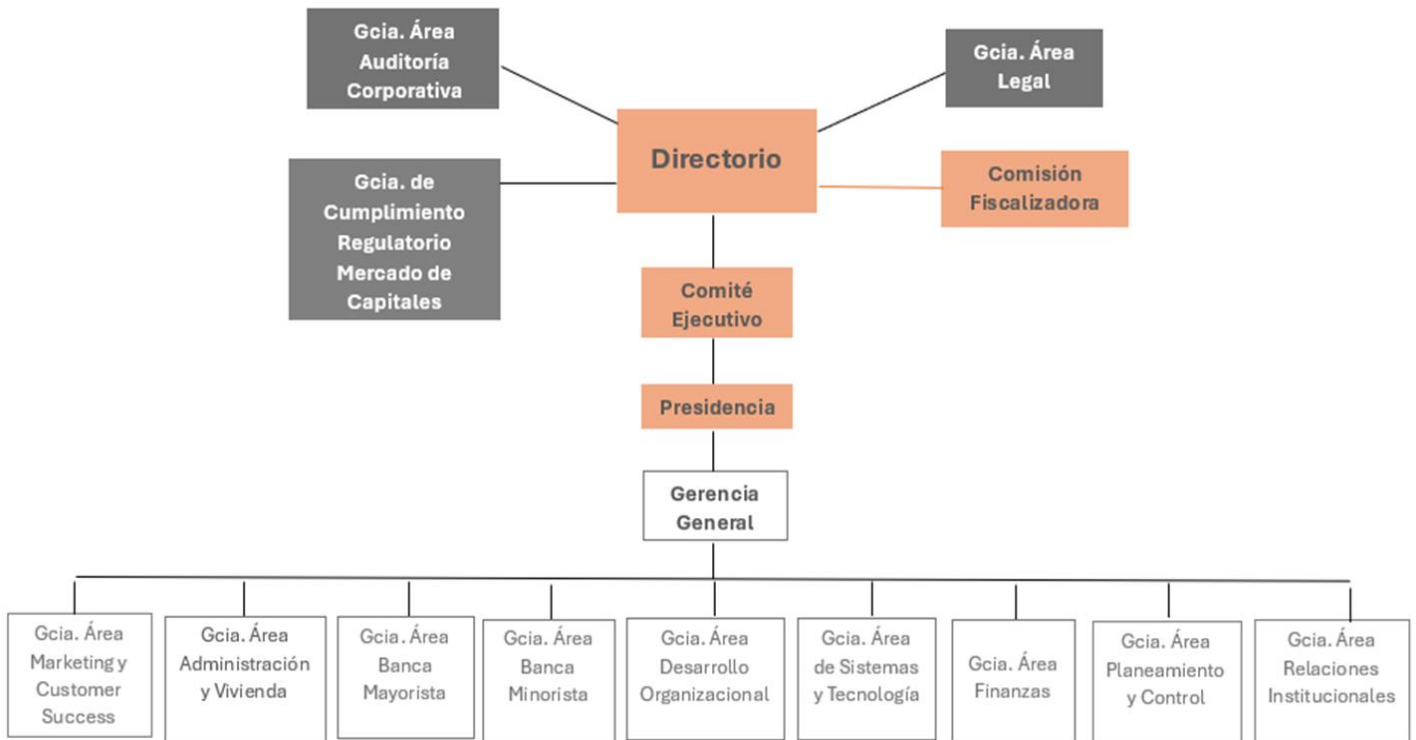 Gcia. Área
Auditoría
Corporativa
Gcia. Área
Legal
Directorio
Gcia. de
Cumplimiento
Regulatorio
Mercado de
Capitales
Comisión
Fiscalizadora
Comité
Ejecutivo
Presidencia
Gerencia
General
Gcia. Área
Marketing y
Customer
Success
Gcia. Área
Administración
y Vivienda
Gcia. Área
Banca
Mayorista
Gcia. Área
Banca
Minorista
Gcia. Área
Desarrollo
Organizacional
Gcia. Área
de Sistemas
y Tecnología
Gcia. Área
Finanzas
Gcia. Área
Planeamiento
y Control
Gcia. Área
Relaciones
Institucionales